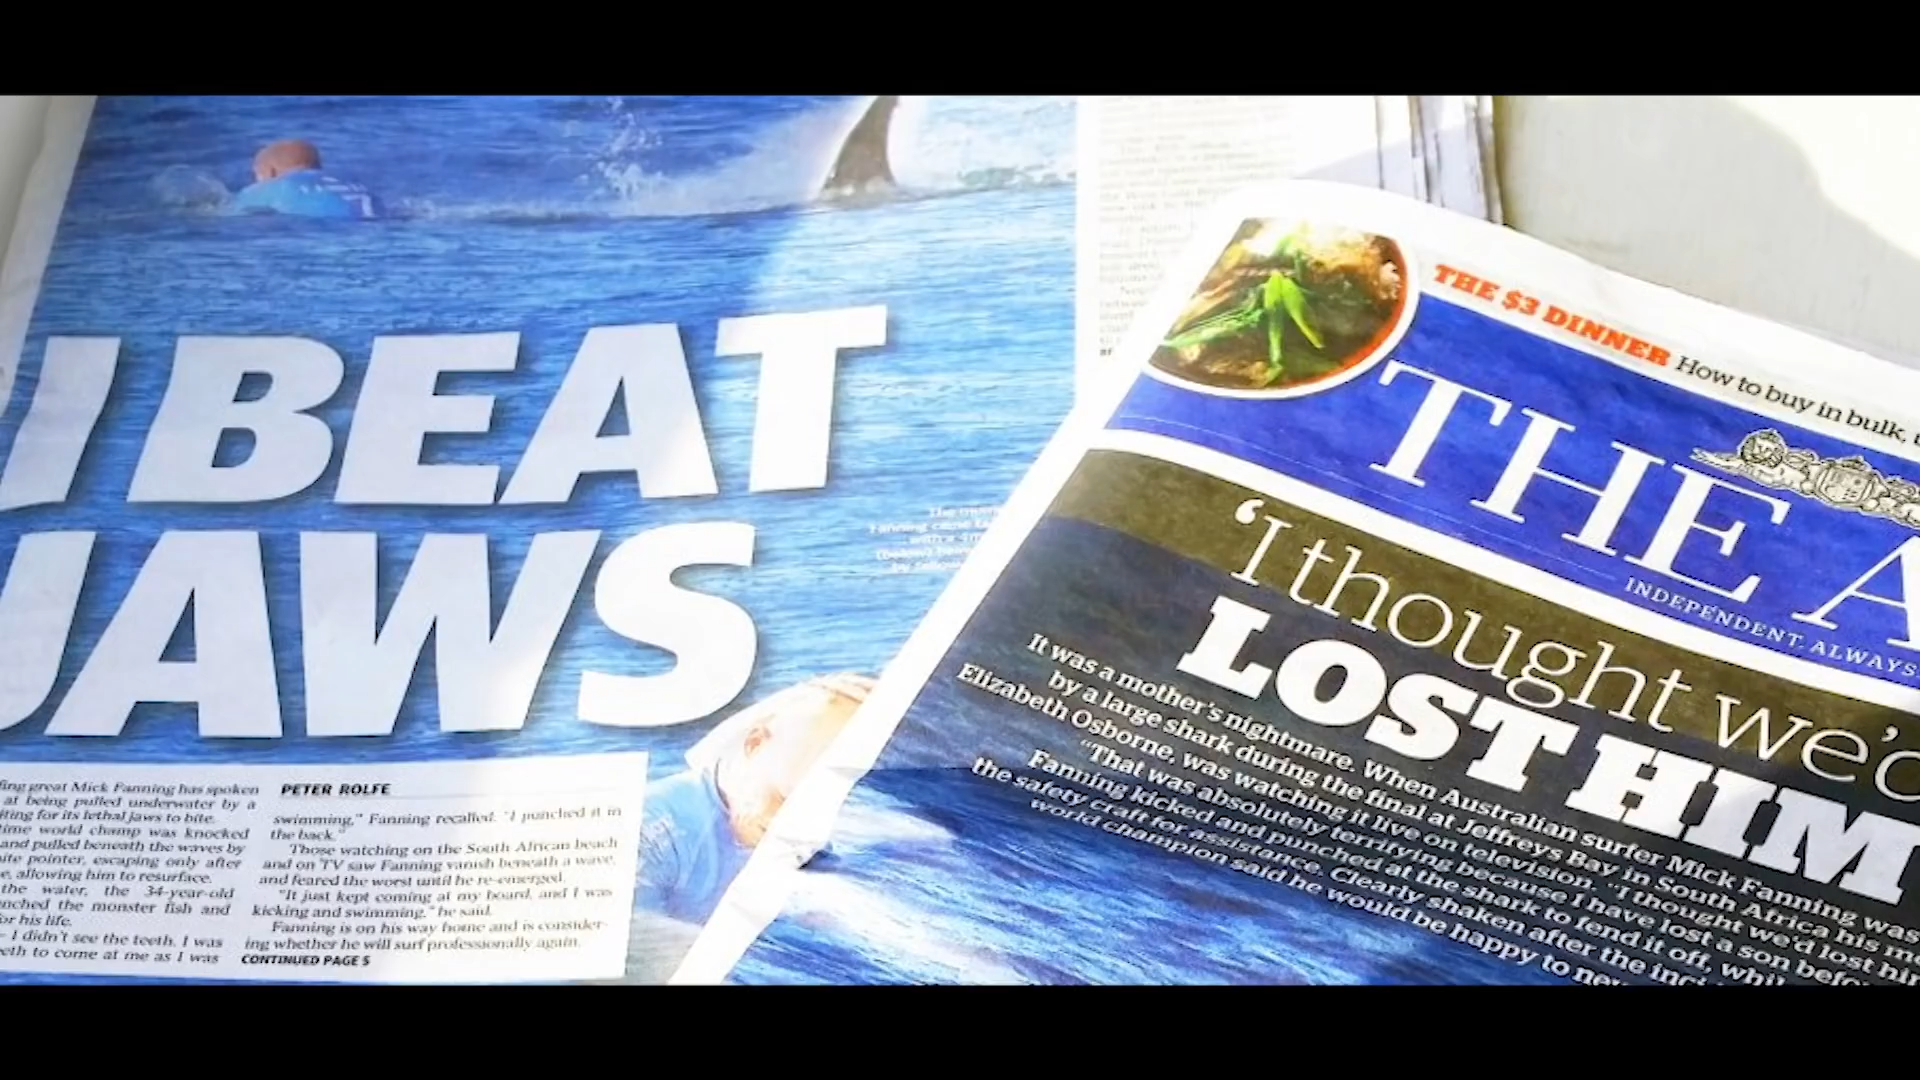 I BEAT
JAWS
fing great Mick Fanning has spoken
at being pulled underwater by a
iting for its lethal jaws to bite.
time world champ was knocked
and pulled beneath the waves by
ite pointer, escaping only after
e, allowing him to resurface.
the water, the 34-year-old
nched the monster fish and
or his life.
– I didn't see the teeth. I was
eeth to come at me as I was
PETER ROLFE
swimming," Fanning recalled. "I punched it in
the back."
Those watching on the South African beach
and on TV saw Fanning vanish beneath a wave,
and feared the worst until he re-emerged.
"It just kept coming at my board, and I was
kicking and swimming," he said.
Fanning is on his way home and is consider-
ing whether he will surf professionally again.
CONTINUED PAGE 5
THE $3 DINNER How to buy in bulk,
THE A
INDEPENDENT. ALWAYS.
'I thought we'd
LOST HIM
It was a mother's nightmare. When Australian surfer Mick Fanning was
by a large shark during the final at Jeffreys Bay in South Africa his
Elizabeth Osborne, was watching it live on television. "I thought we'd lost him
"That was absolutely terrifying because I have lost a son before
Fanning kicked and punched at the shark to fend it off, whil
the safety craft for assistance. Clearly shaken after the inci
world champion said he would be happy to